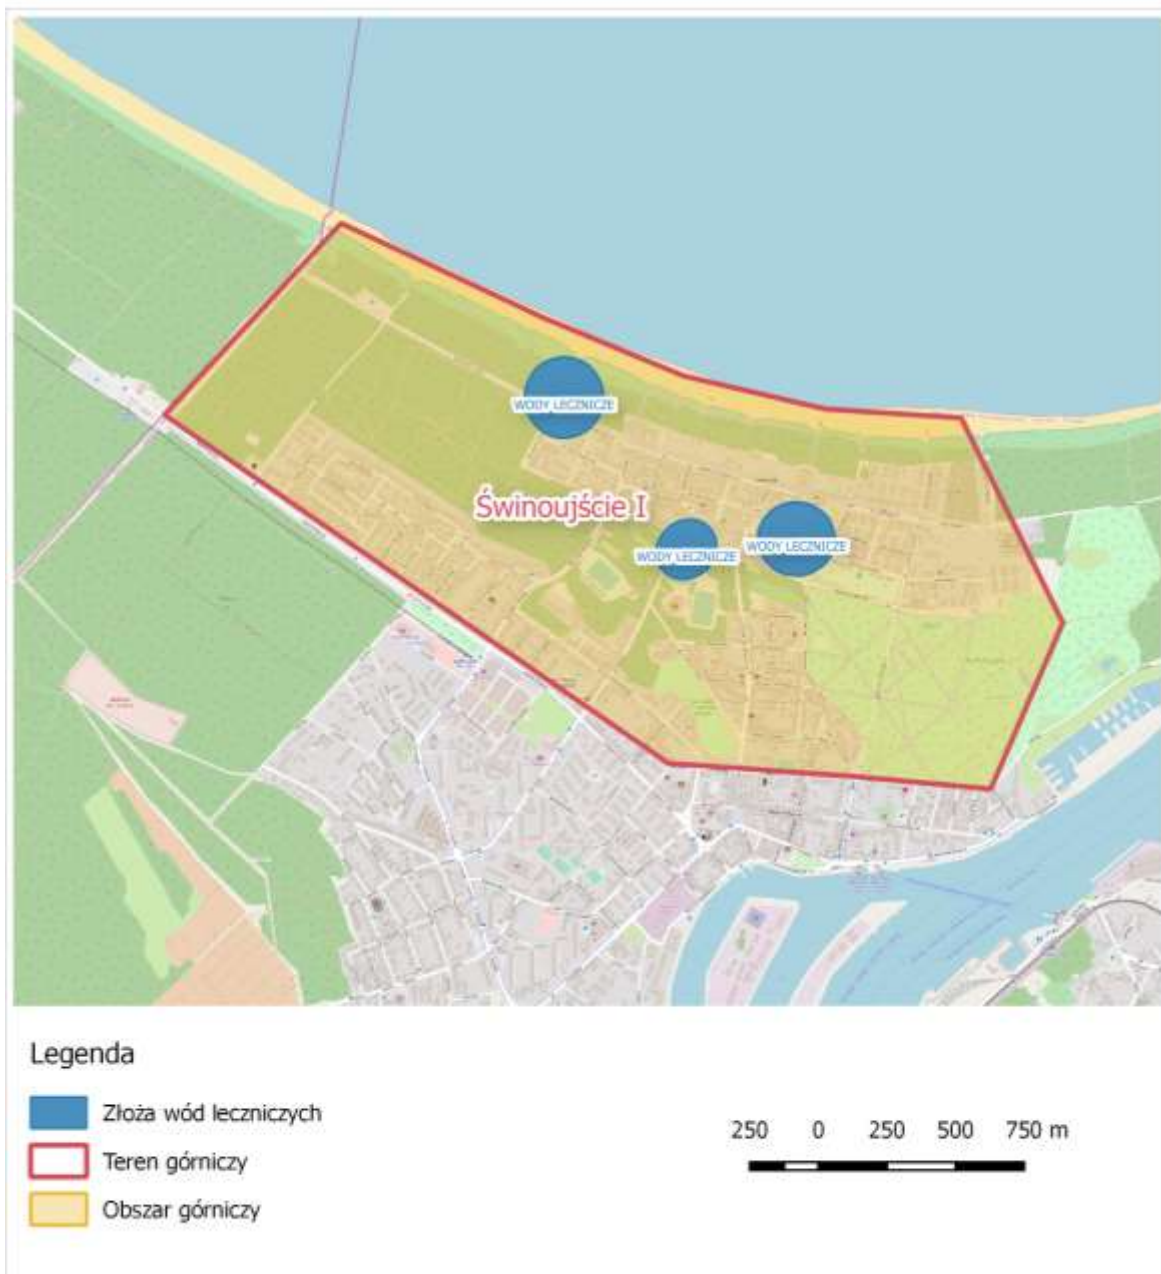 WODY LECZNICZE
Świnoujście I
WODY LECZNICZE
WODY LECZNICZE
Legenda
Złoża wód leczniczych
Teren górniczy
Obszar górniczy
250 0 250 500 750 m